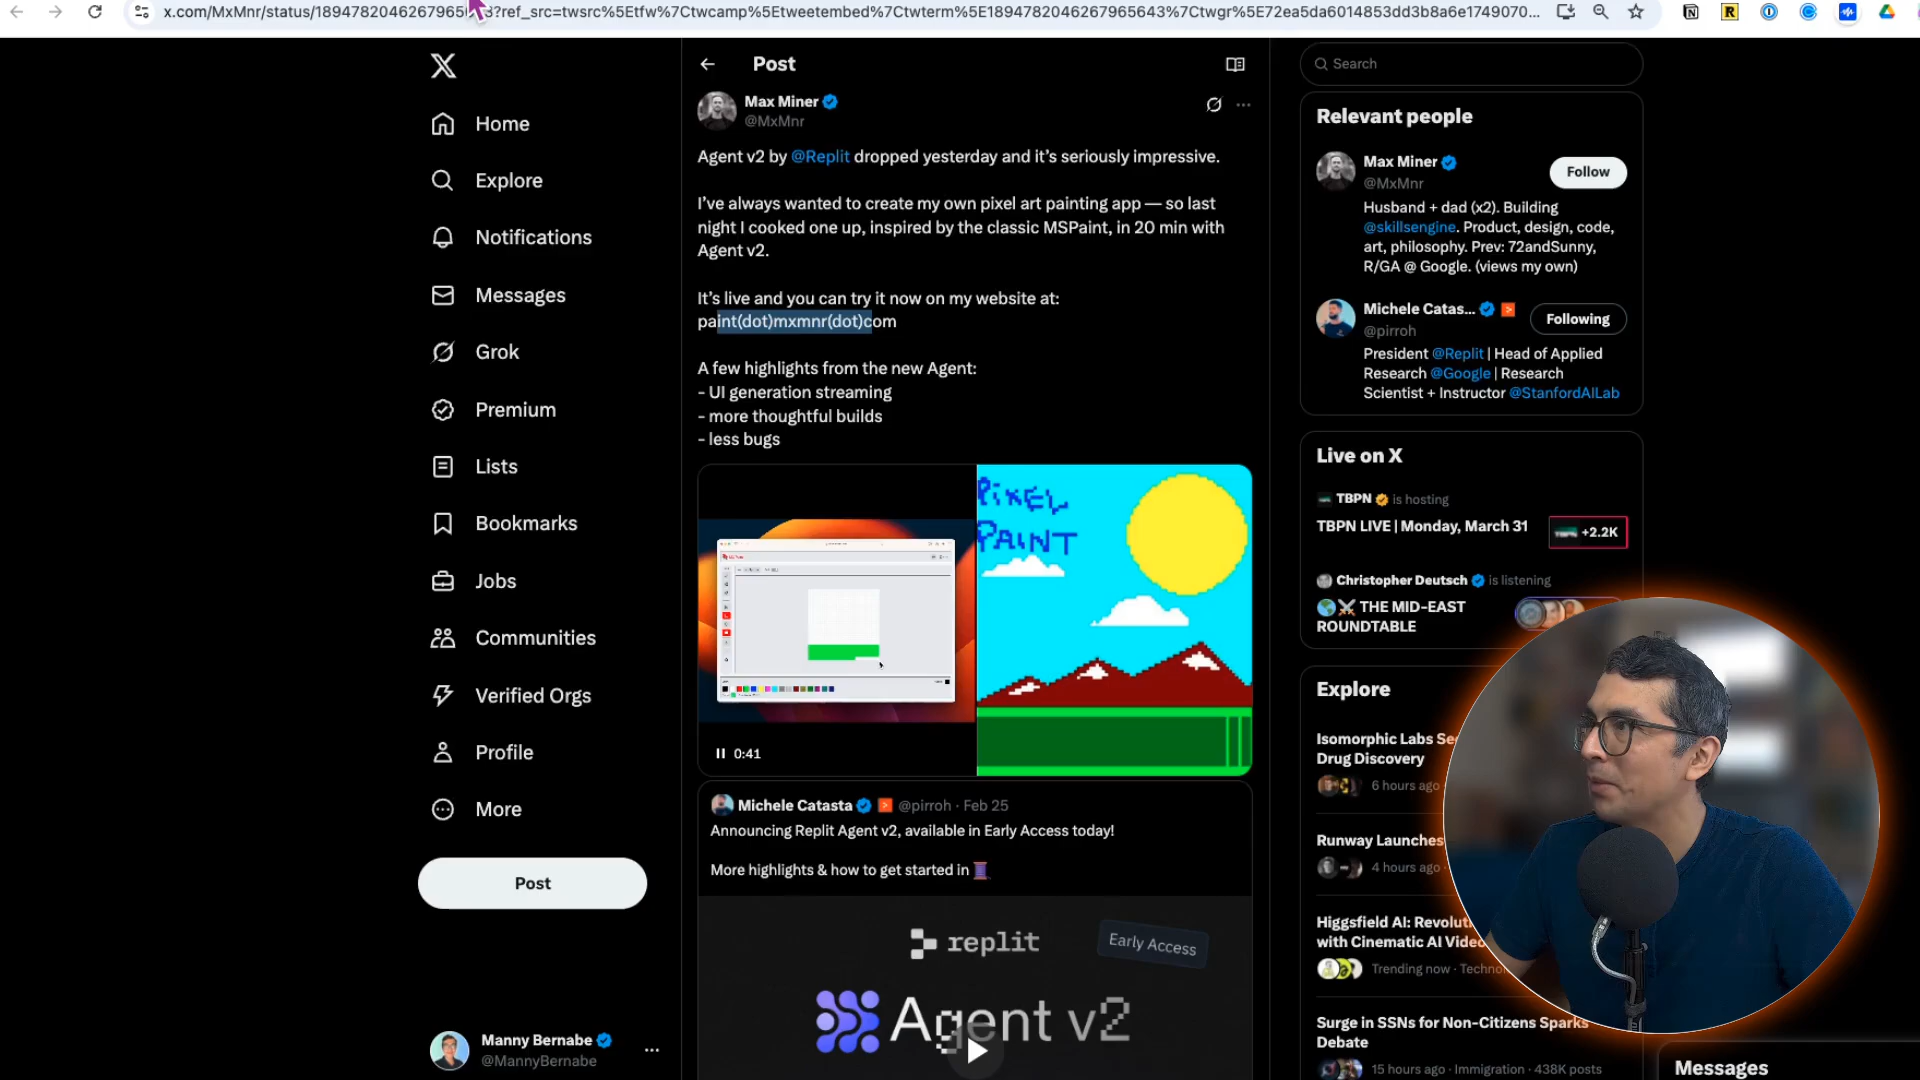 x.com/MxMnr/status/1894782046267965643?ref_src=twsrc%5Etfw%7Ctwcamp%5Etweetembed%7Ctwterm%5E1894782046267965643%7Ctwgr%5E72ea5da6014853dd3b8a6e1749070...
Home
Explore
Notifications
Messages
Grok
Premium
Lists
Bookmarks
Jobs
Communities
Verified Orgs
Profile
More
Post
Manny Bernabe
@MannyBernabe
Post
Max Miner
@MxMnr
Agent v2 by @Replit dropped yesterday and it's seriously impressive.
I've always wanted to create my own pixel art painting app — so last
night I cooked one up, inspired by the classic MSPaint, in 20 min with
Agent v2.
It's live and you can try it now on my website at:
paint(dot)mxmnr(dot)com
A few highlights from the new Agent:
- UI generation streaming
- more thoughtful builds
- less bugs
PIXEL
PAINT
0:41
Michele Catasta @pirroh · Feb 25
Announcing Replit Agent v2, available in Early Access today!
More highlights & how to get started in
replit
Early Access
Agent v2
Search
Relevant people
Max Miner
@MxMnr
Follow
Husband + dad (x2). Building
@skillsengine. Product, design, code,
art, philosophy. Prev: 72andSunny,
R/GA @ Google. (views my own)
Michele Catas...
@pirroh
Following
President @Replit | Head of Applied
Research @Google | Research
Scientist + Instructor @StanfordAILab
Live on X
TBPN is hosting
TBPN LIVE | Monday, March 31
+2.2K
Christopher Deutsch is listening
THE MID-EAST
ROUNDTABLE
Explore
Isomorphic Labs
Drug Discovery
6 hours ago
Runway Launches
4 hours ago
Higgsfield AI:
with Cinematic AI
Trending now
Surge in SSNs for Non-Citizens Sparks
Debate
15 hours ago · Immigration · 438K posts
Messages